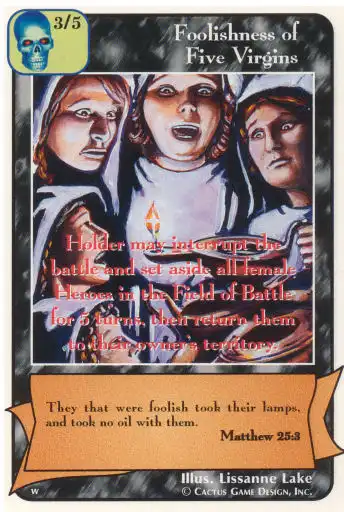 3/5
Foolishness of
Five Virgins
Holder may interrupt the
battle and set aside all female
Heroes in the Field of Battle
for 5 turns, then return them
to their owners territory.
They that were foolish took their lamps,
and took no oil with them.
Matthew 25:3
Illus. Lissanne Lake
W
© CACTUS GAME DESIGN, INC.